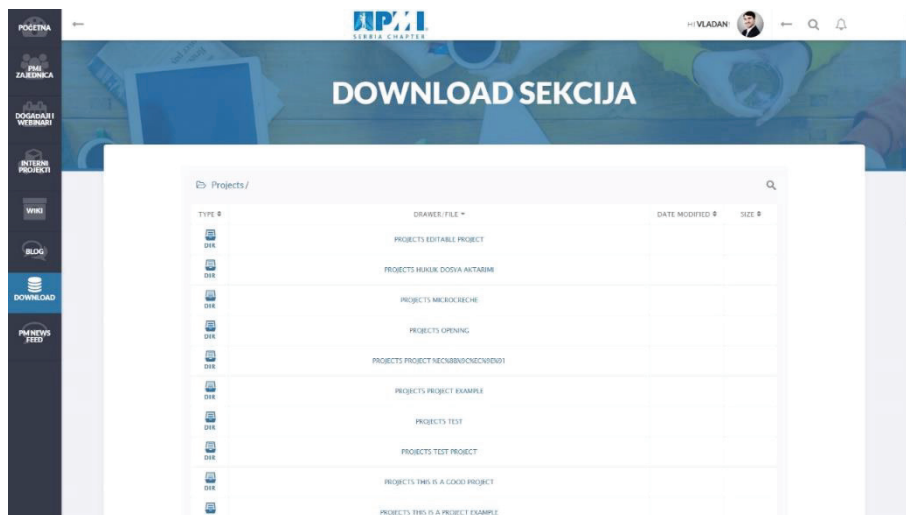 POČETNA
PMI
SERBIA CHAPTER
HI VLADAN!
PMI
ZAJEDNICA
DOGAĐAJI I
WEBINARI
INTERNI
PROJEKTI
WIKI
BLOG
DOWNLOAD
PM NEWS
FEED
DOWNLOAD SEKCIJA
Projects /
TYPE DRAWER/FILE DATE MODIFIED SIZE
DIR PROJECTS EDITABLE PROJECT
DIR PROJECTS HUKUK DOSYA AKTARIMI
DIR PROJECTS MICROCRECHE
DIR PROJECTS OPENING
DIR PROJECTS PROJECT
DIR PROJECTS PROJECT EXAMPLE
DIR PROJECTS TEST
DIR PROJECTS TEST PROJECT
DIR PROJECTS THIS IS A GOOD PROJECT
PROJECTS THIS IS A PROJECT EXAMPLE